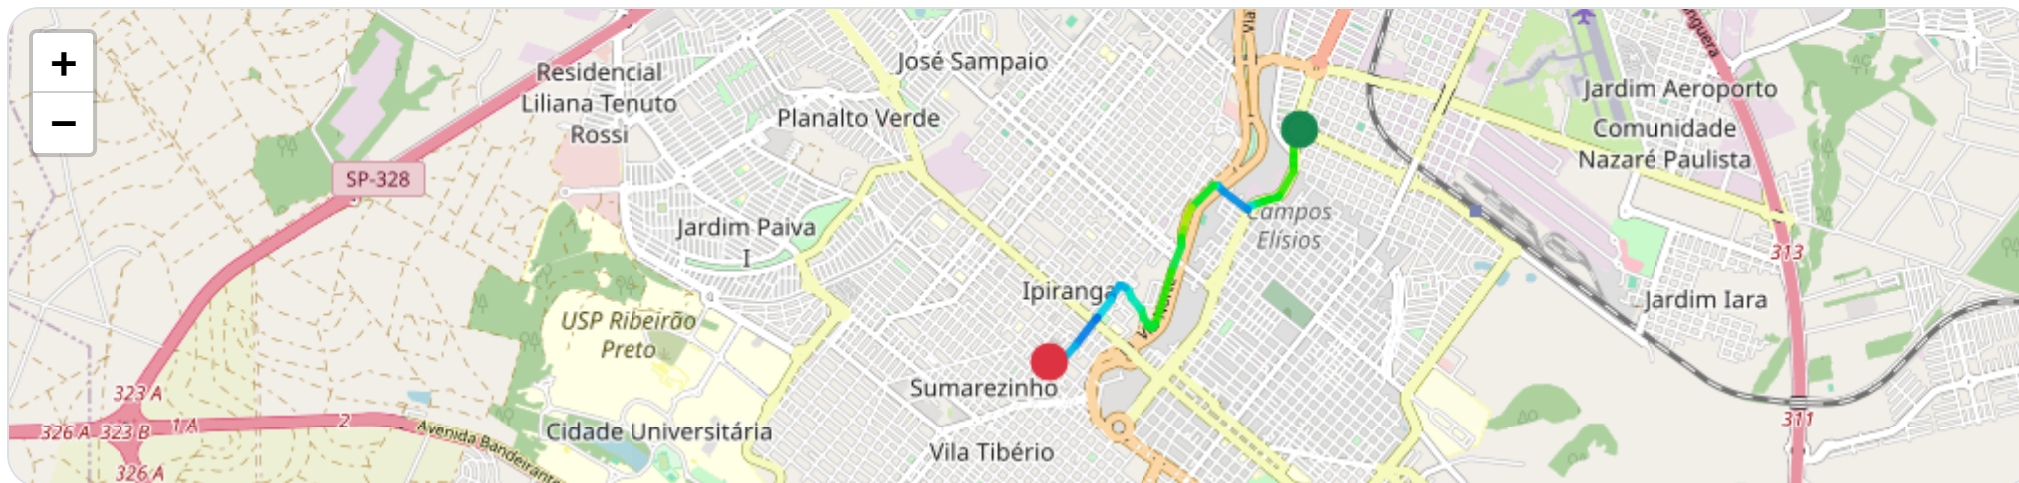 +
−
Residencial
Liliana Tenuto
Rossi
José Sampaio
Planalto Verde
Jardim Aeroporto
Comunidade
Nazaré Paulista
SP-328
Jardim Paiva
I
Campos
Elísios
313
Ipiranga
Jardim Iara
USP Ribeirão
Preto
323 A
Sumarezinho
326 A
323 B
1 A
2
Avenida Bandeirante
Cidade Universitária
311
Vila Tibério
326 A